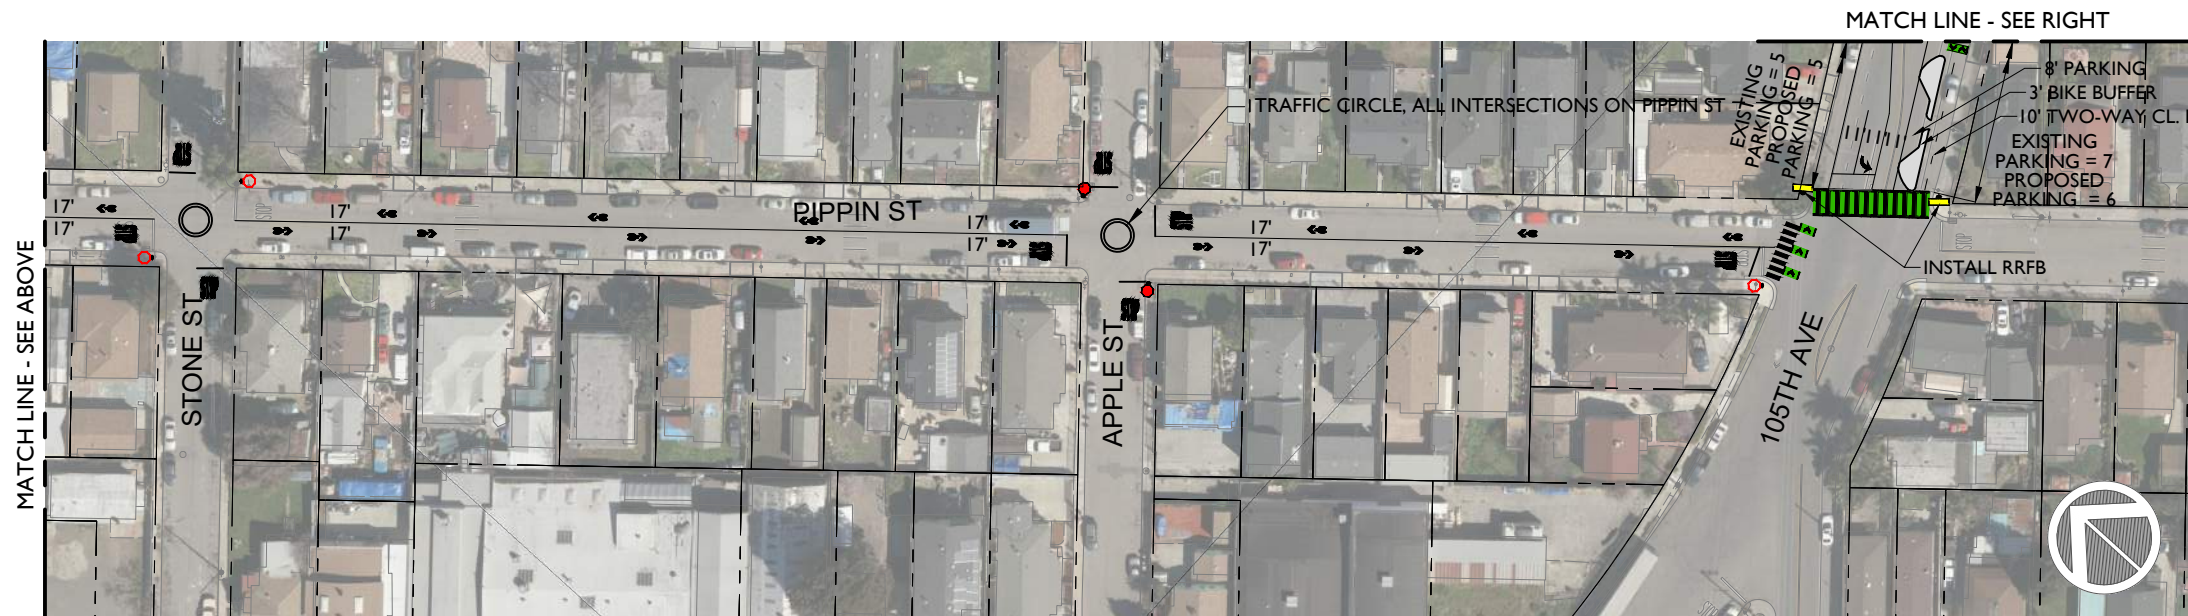 MATCH LINE - SEE RIGHT
8' PARKING
3' BIKE BUFFER
10' TWO-WAY CL.
EXISTING
PARKING = 7
PROPOSED
PARKING = 6
EXISTING
PARKING = 5
PROPOSED
PARKING = 5
TRAFFIC CIRCLE, ALL INTERSECTIONS ON PIPPIN ST
17'
17'
STOP
17'
17'
PIPPIN ST
17'
17'
17'
17'
STOP
INSTALL RRFB
MATCH LINE - SEE ABOVE
STONE ST
APPLE ST
105TH AVE